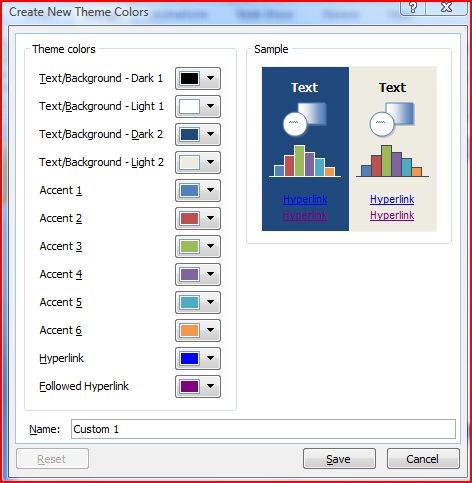 Create New Theme Colors
Theme colors
Text/Background - Dark 1
Text/Background - Light 1
Text/Background - Dark 2
Text/Background - Light 2
Accent 1
Accent 2
Accent 3
Accent 4
Accent 5
Accent 6
Hyperlink
Followed Hyperlink
Sample
Text Text
Hyperlink Hyperlink
Hyperlink Hyperlink
Name: Custom 1
Reset Save Cancel